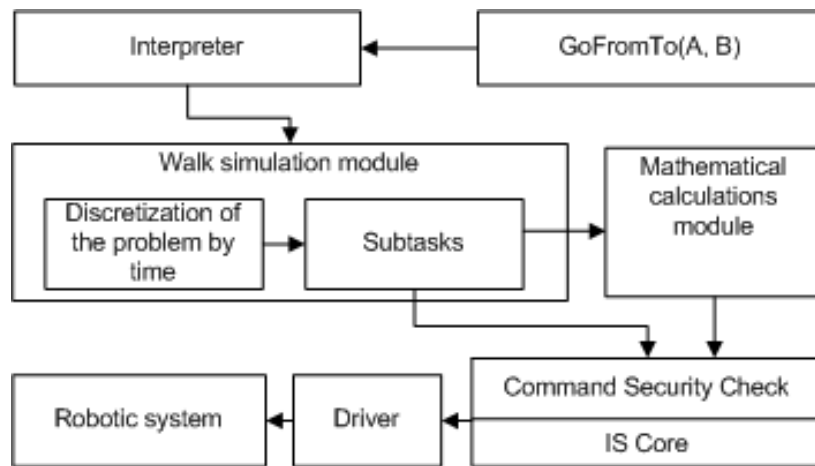 Interpreter
GoFromTo(A, B)
Walk simulation module
Discretization of
the problem by
time
Subtasks
Mathematical
calculations
module
Command Security Check
IS Core
Driver
Robotic system